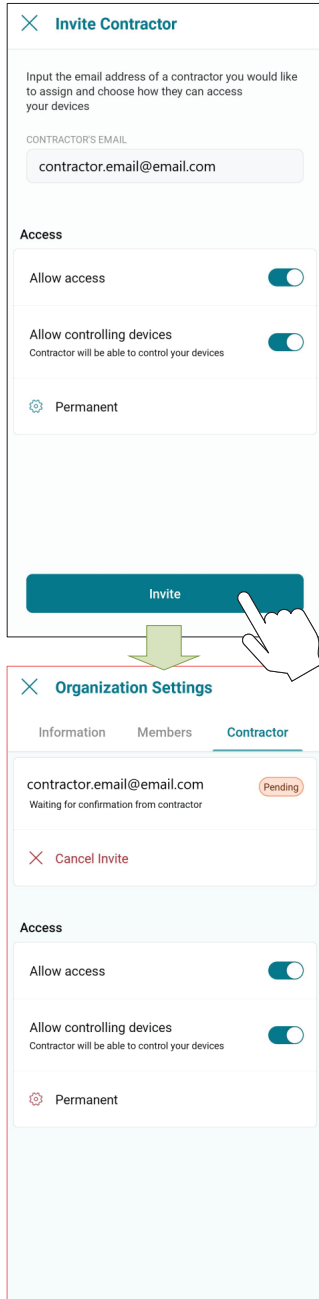 Invite Contractor
Input the email address of a contractor you would like
to assign and choose how they can access
your devices
CONTRACTOR'S EMAIL
contractor.email@email.com
Access
Allow access
Allow controlling devices
Contractor will be able to control your devices
Permanent
Invite
Organization Settings
Information Members Contractor
contractor.email@email.com Pending
Waiting for confirmation from contractor
Cancel Invite
Access
Allow access
Allow controlling devices
Contractor will be able to control your devices
Permanent